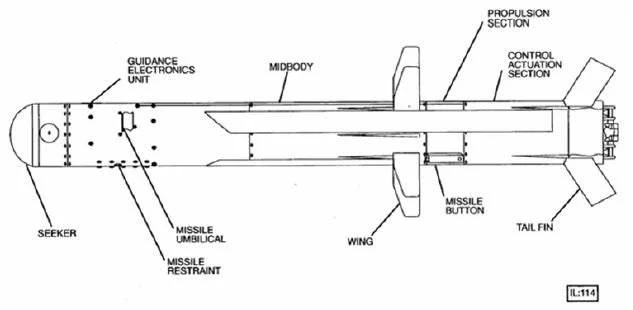 PROPULSION
SECTION
GUIDANCE
ELECTRONICS
UNIT
MIDBODY
CONTROL
ACTUATION
SECTION
SEEKER
MISSILE
UMBILICAL
MISSILE
RESTRAINT
WING
MISSILE
BUTTON
TAIL FIN
IL:114